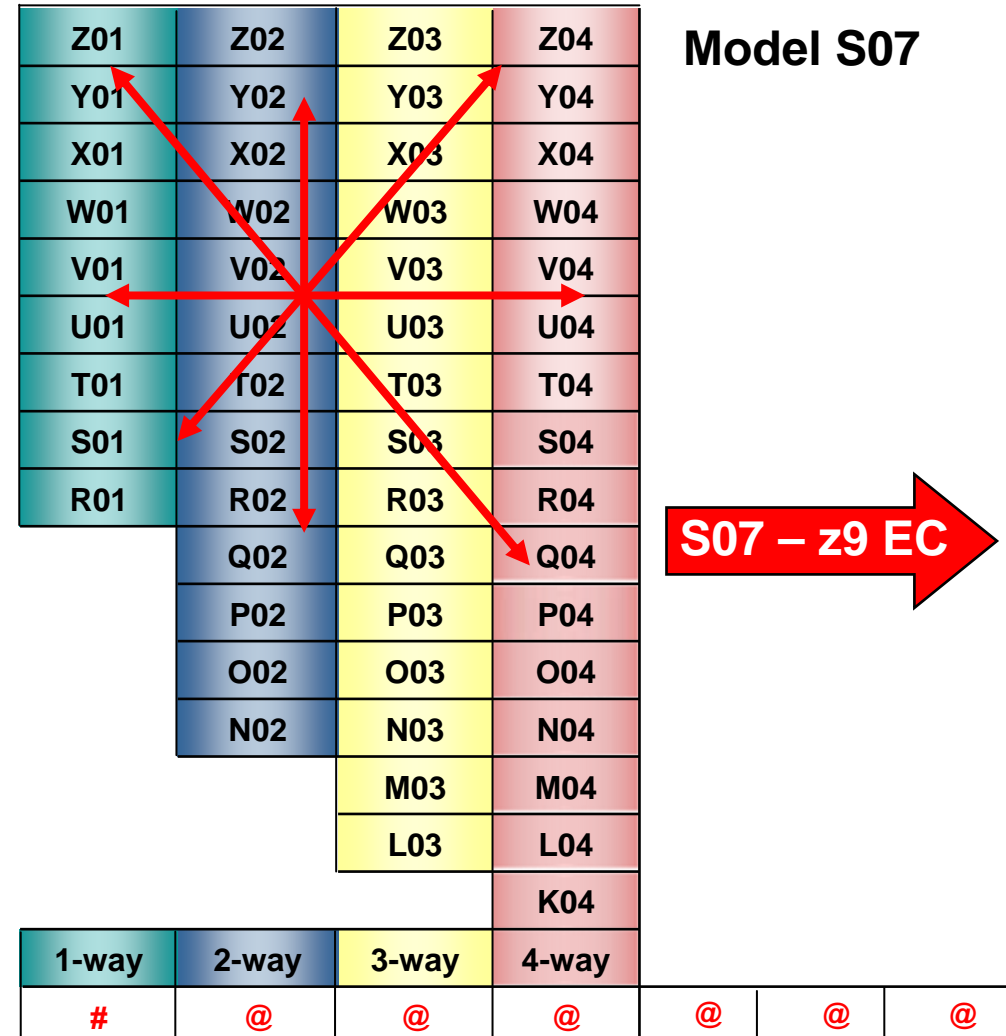 Z01 Z02 Z03 Z04 Model S07
Y01 Y02 Y03 Y04
X01 X02 X03 X04
W01 W02 W03 W04
V01 V02 V03 V04
U01 U02 U03 U04
T01 T02 T03 T04
S01 S02 S03 S04
R01 R02 R03 R04
S07 – z9 EC
Q02 Q03 Q04
P02 P03 P04
O02 O03 O04
N02 N03 N04
M03 M04
L03 L04
K04
1-way 2-way 3-way 4-way
# @ @ @ @ @ @